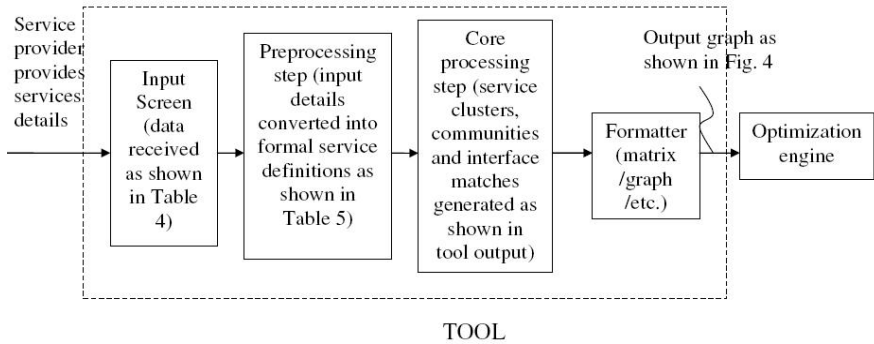 Service
provider
provides
services
details
Input
Screen
(data
received
as shown
in Table
4)
Preprocessing
step (input
details
converted into
formal service
definitions as
shown in
Table 5)
Core
processing
step (service
clusters,
communities
and interface
matches
generated as
shown in
tool output)
Formatter
(matrix
/graph
/etc.)
Output graph as
shown in Fig. 4
Optimization
engine
TOOL